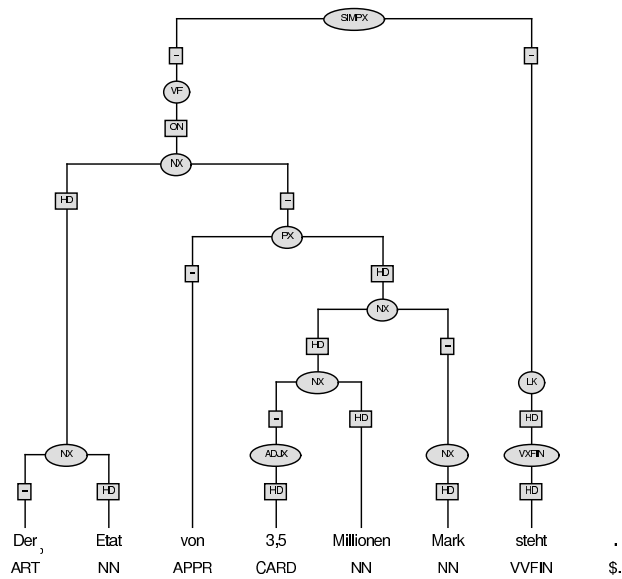 SIMPX
- -
VF
ON
NX
HD -
PX
- HD
NX
HD -
NX LK
- HD HD
NX ADJX NX VXFIN
- HD HD HD HD
Der Etat von 3,5 Millionen Mark steht .
ART NN APPR CARD NN NN VVFIN $.